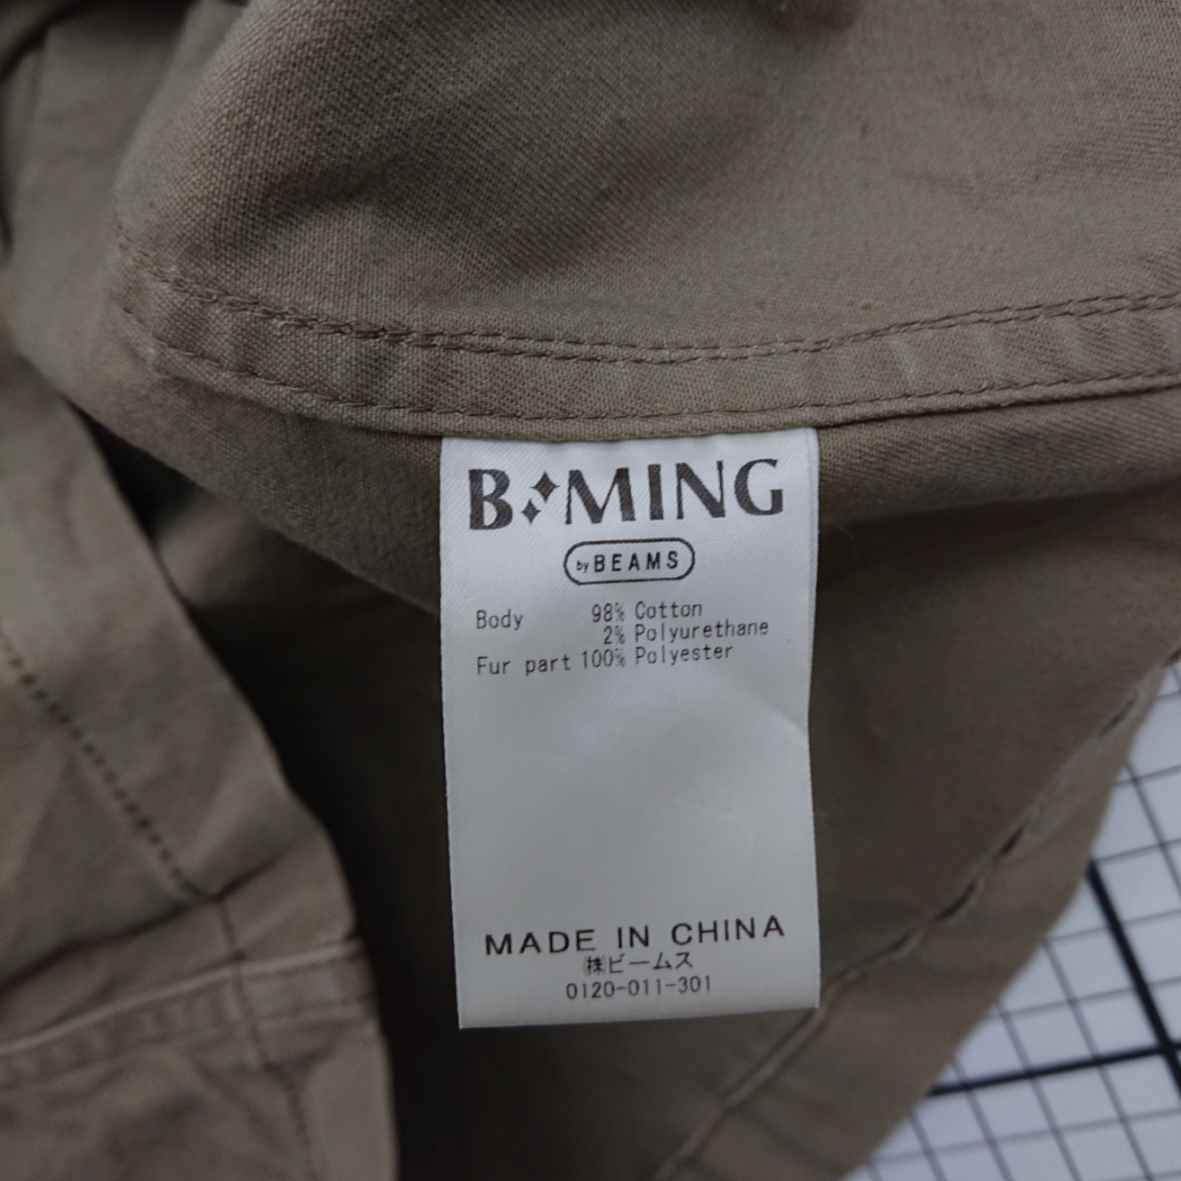 B MING
by BEAMS
Body 98% Cotton
2% Polyurethane
Fur part 100% Polyester
MADE IN CHINA
㈱ビームス
0120-011-301